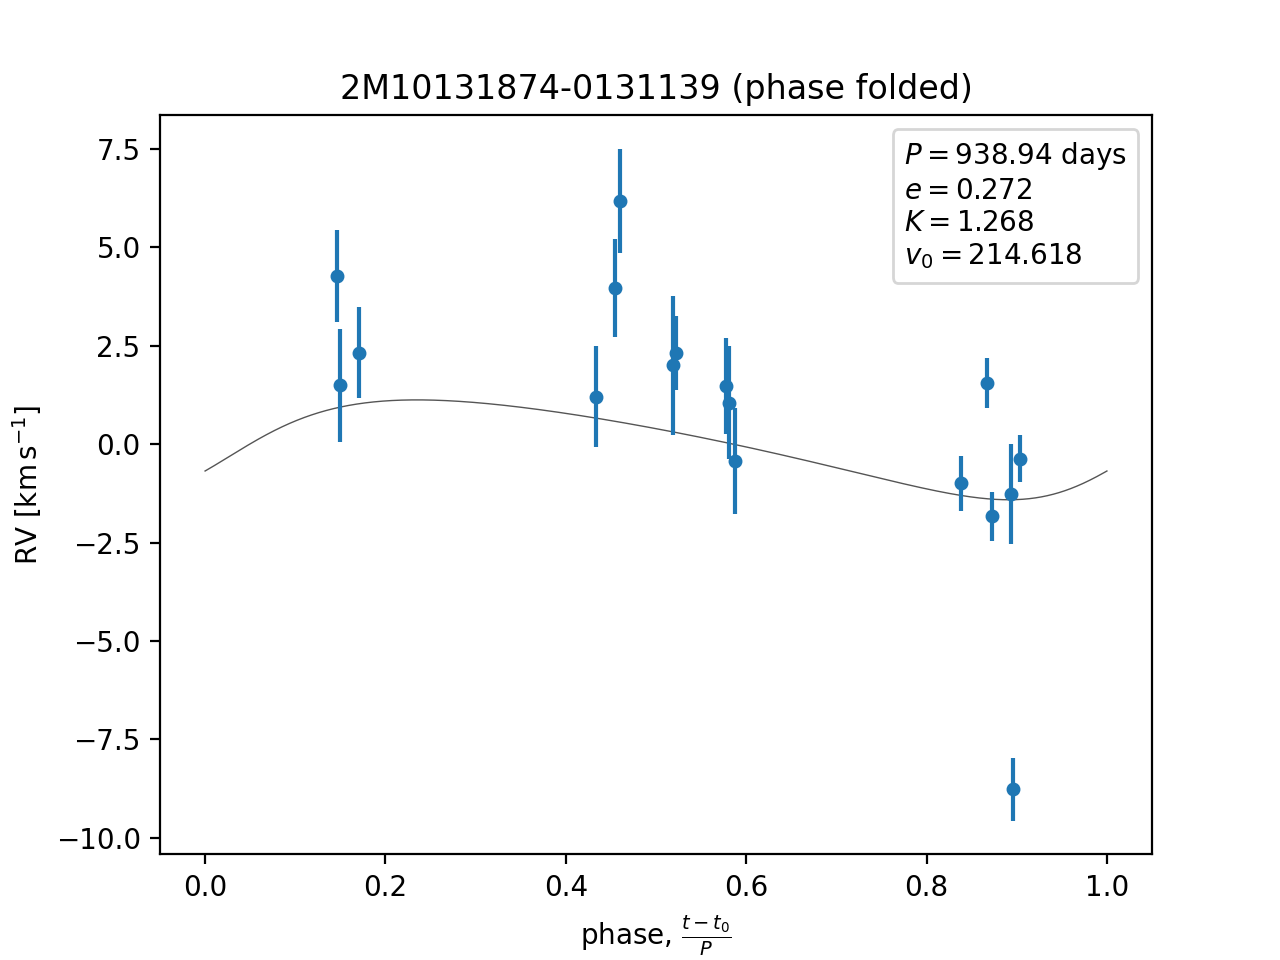 2M10131874-0131139 (phase folded)
P = 938.94 days
e = 0.272
K = 1.268
v₀ = 214.618
RV [km s⁻¹]
7.5
5.0
2.5
0.0
−2.5
−5.0
−7.5
−10.0
0.0 0.2 0.4 0.6 0.8 1.0
phase, (t − t₀)/P